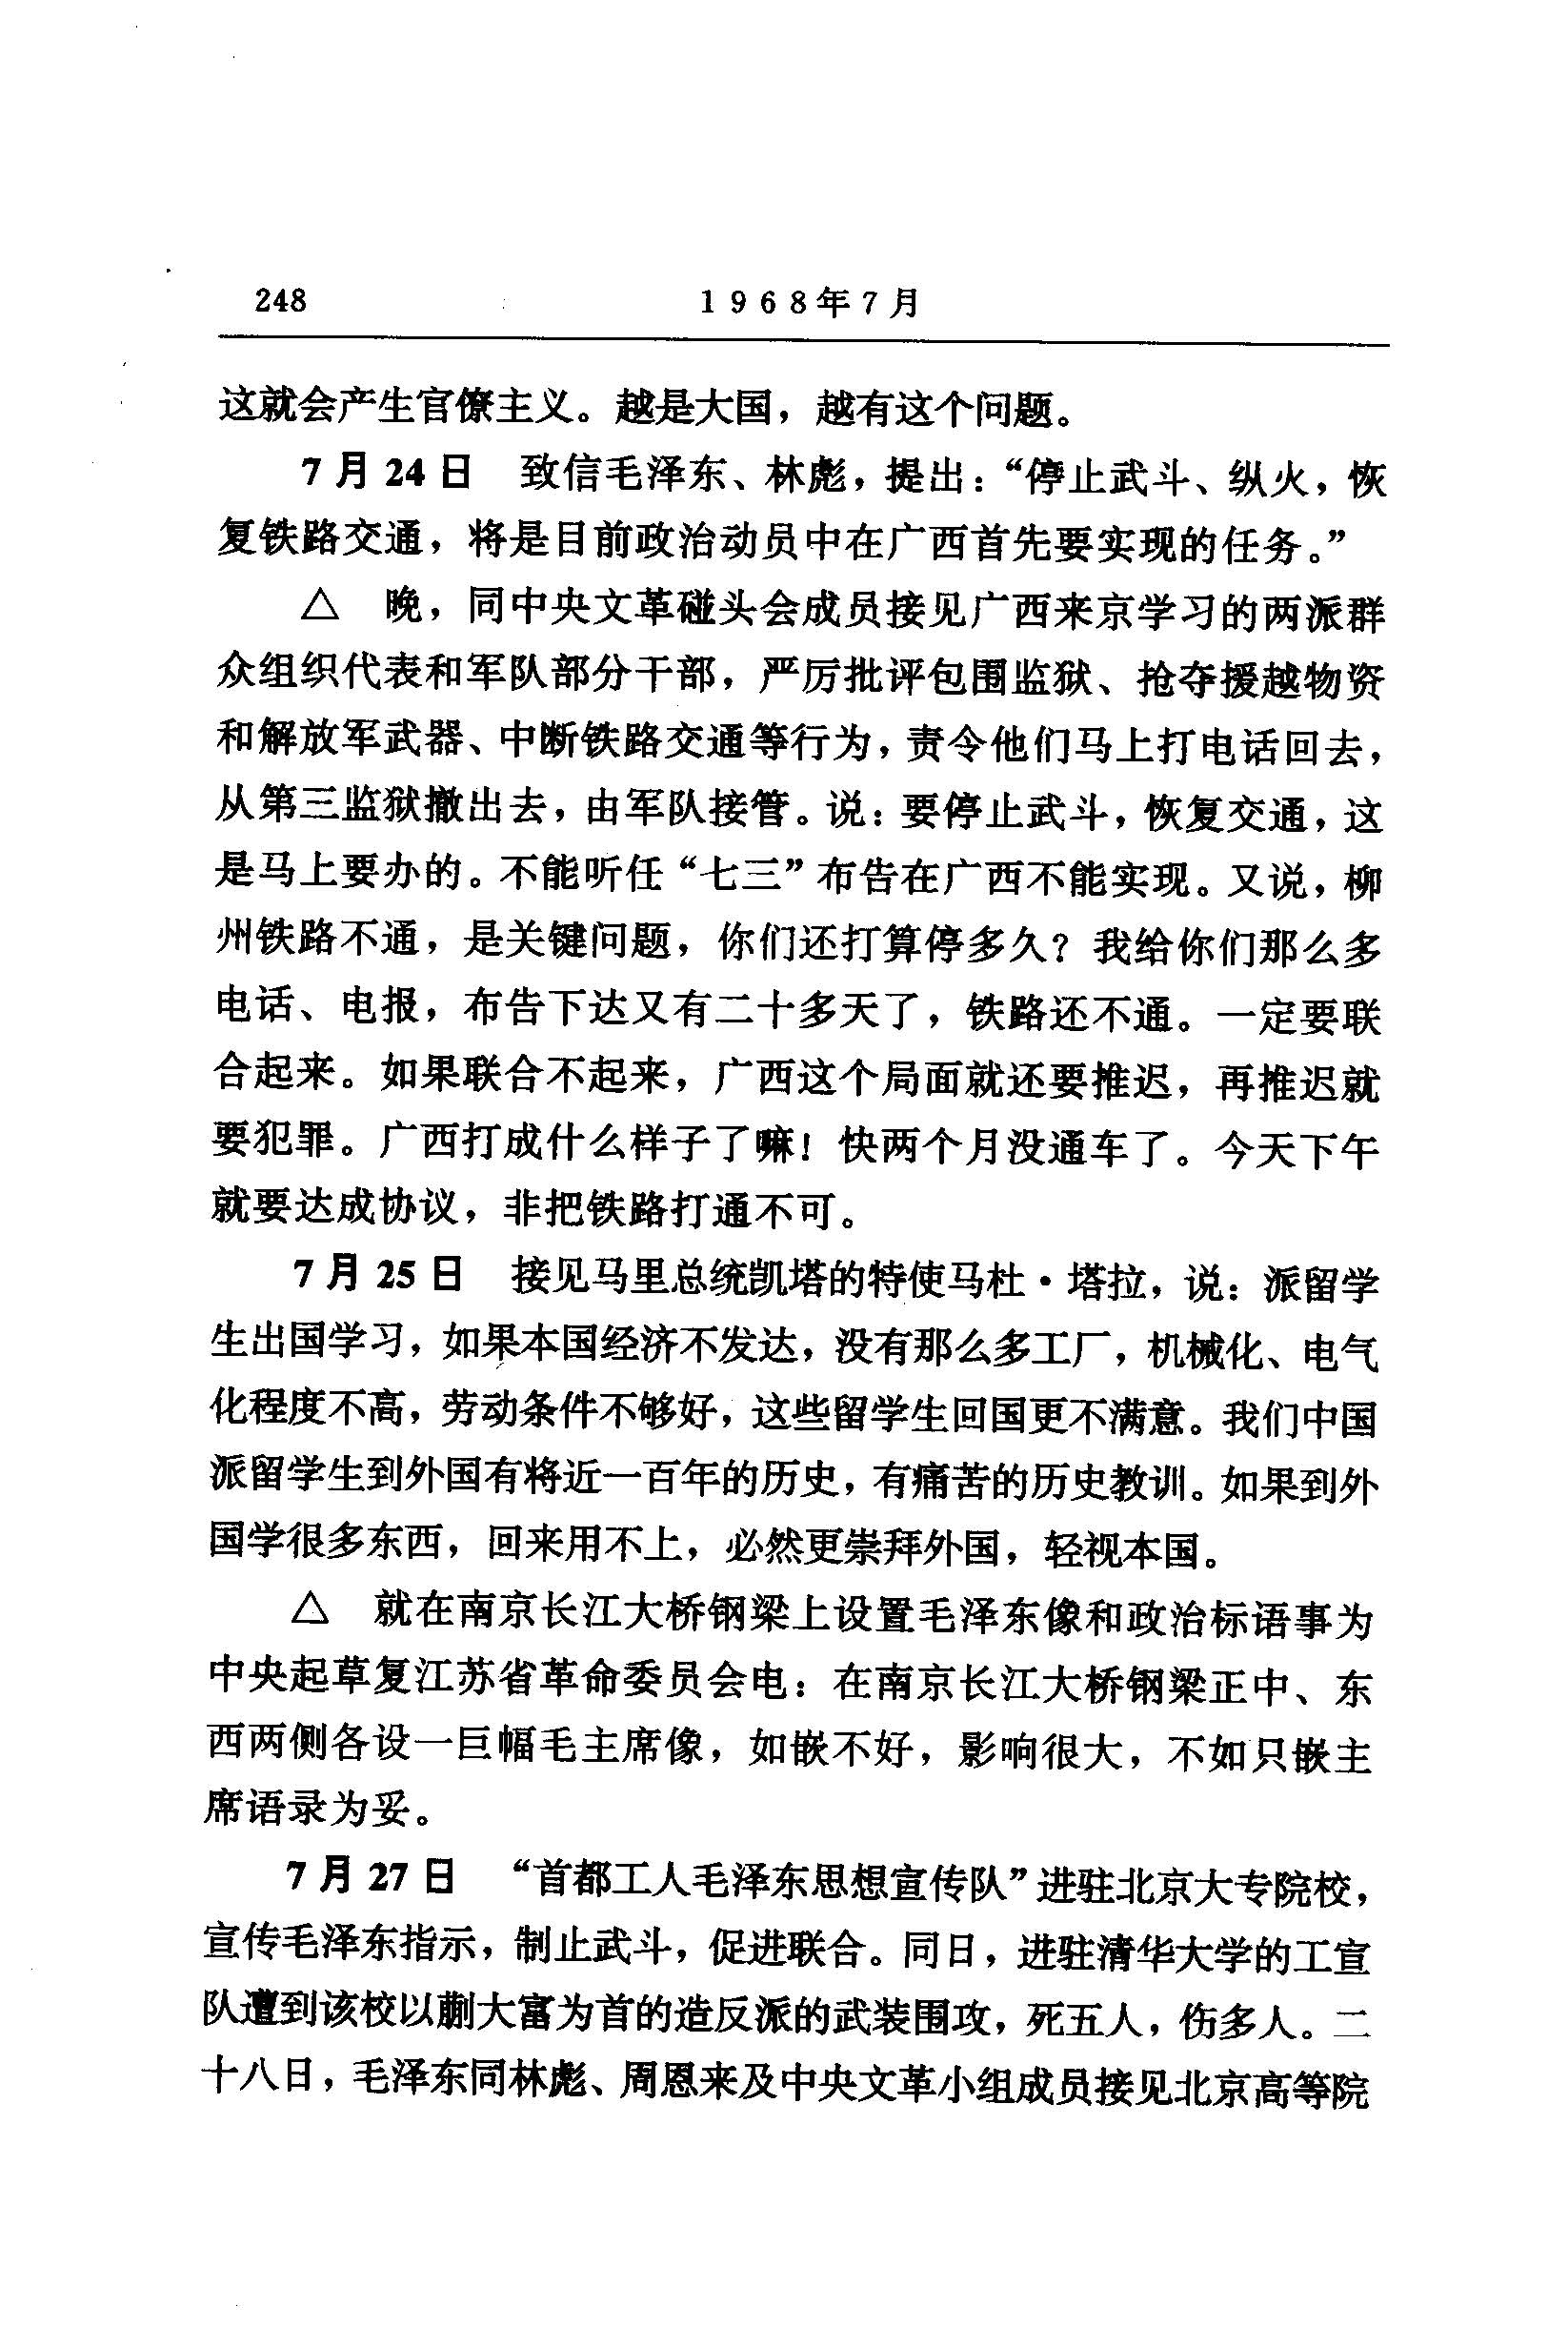 248 1968年7月
这就会产生官僚主义。越是大国，越有这个问题。
7月24日 致信毛泽东、林彪，提出：“停止武斗、纵火，恢
复铁路交通，将是目前政治动员中在广西首先要实现的任务。”
△ 晚，同中央文革碰头会成员接见广西来京学习的两派群
众组织代表和军队部分干部，严厉批评包围监狱、抢夺援越物资
和解放军武器、中断铁路交通等行为，责令他们马上打电话回去，
从第三监狱撤出去，由军队接管。说：要停止武斗，恢复交通，这
是马上要办的。不能听任“七三”布告在广西不能实现。又说，柳
州铁路不通，是关键问题，你们还打算停多久？我给你们那么多
电话、电报，布告下达又有二十多天了，铁路还不通。一定要联
合起来。如果联合不起来，广西这个局面就还要推迟，再推迟就
要犯罪。广西打成什么样子了嘛！快两个月没通车了。今天下午
就要达成协议，非把铁路打通不可。
7月25日 接见马里总统凯塔的特使马杜·塔拉，说：派留学
生出国学习，如果本国经济不发达，没有那么多工厂，机械化、电气
化程度不高，劳动条件不够好，这些留学生回国更不满意。我们中国
派留学生到外国有将近一百年的历史，有痛苦的历史教训。如果到外
国学很多东西，回来用不上，必然更崇拜外国，轻视本国。
△ 就在南京长江大桥钢梁上设置毛泽东像和政治标语事为
中央起草复江苏省革命委员会电：在南京长江大桥钢梁正中、东
西两侧各设一巨幅毛主席像，如嵌不好，影响很大，不如只嵌主
席语录为妥。
7月27日 “首都工人毛泽东思想宣传队”进驻北京大专院校，
宣传毛泽东指示，制止武斗，促进联合。同日，进驻清华大学的工宣
队遭到该校以蒯大富为首的造反派的武装围攻，死五人，伤多人。二
十八日，毛泽东同林彪、周恩来及中央文革小组成员接见北京高等院